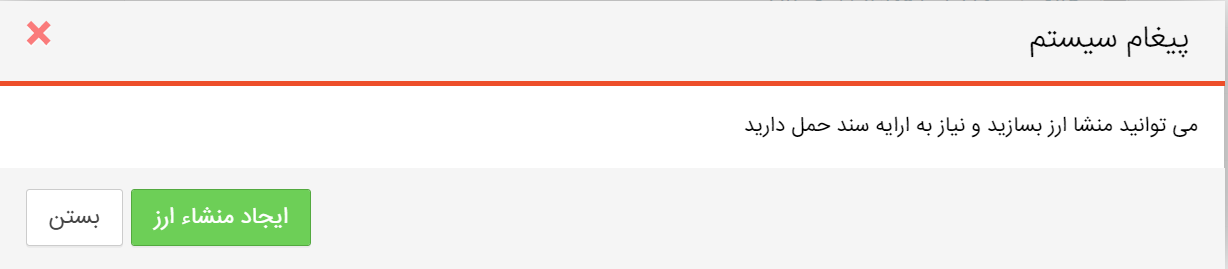 پیغام سیستم
می توانید منشا ارز بسازید و نیاز به ارایه سند حمل دارید
ایجاد منشاء ارز
بستن